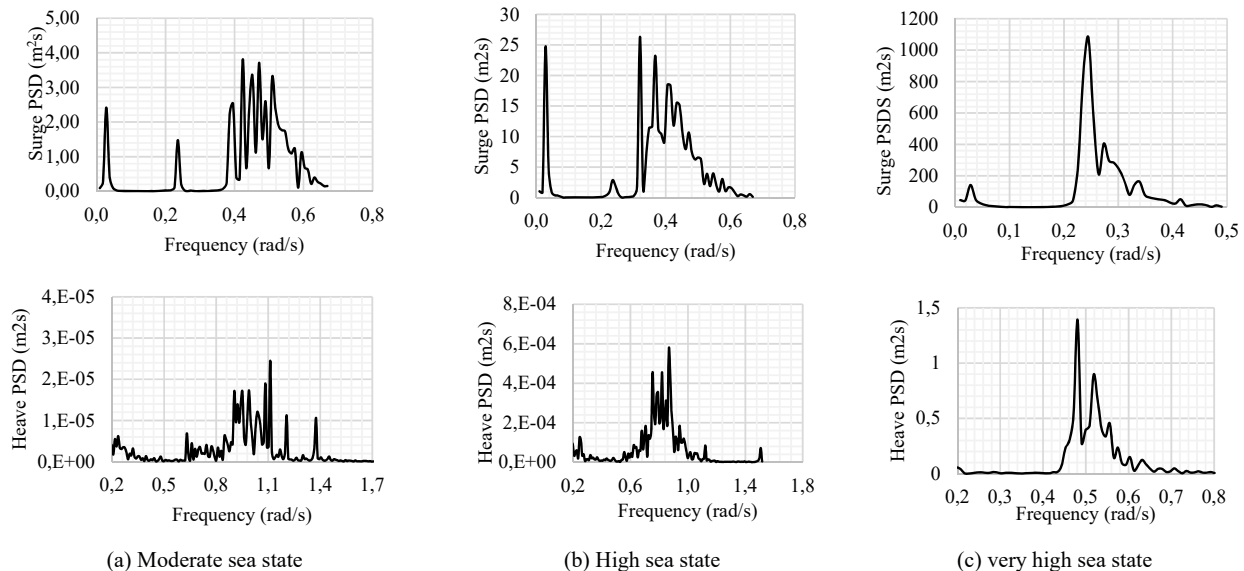 Surge PSD (m²s)
5,00
4,00
3,00
2,00
1,00
0,00
0,0 0,2 0,4 0,6 0,8
Frequency (rad/s)
Surge PSD (m2s)
30
25
20
15
10
5
0
0,0 0,2 0,4 0,6 0,8
Frequency (rad/s)
Surge PSDS (m2s)
1200
1000
800
600
400
200
0
0,0 0,1 0,2 0,3 0,4 0,5
Frequency (rad/s)
Heave PSD (m2s)
4,E-05
3,E-05
2,E-05
1,E-05
0,E+00
0,2 0,5 0,8 1,1 1,4 1,7
Frequency (rad/s)
Heave PSD (m2s)
8,E-04
6,E-04
4,E-04
2,E-04
0,E+00
0,2 0,6 1,0 1,4 1,8
Frequency (rad/s)
Heave PSD (m2s)
1,5
1
0,5
0
0,2 0,3 0,4 0,5 0,6 0,7 0,8
Frequency (rad/s)
(a) Moderate sea state
(b) High sea state
(c) very high sea state